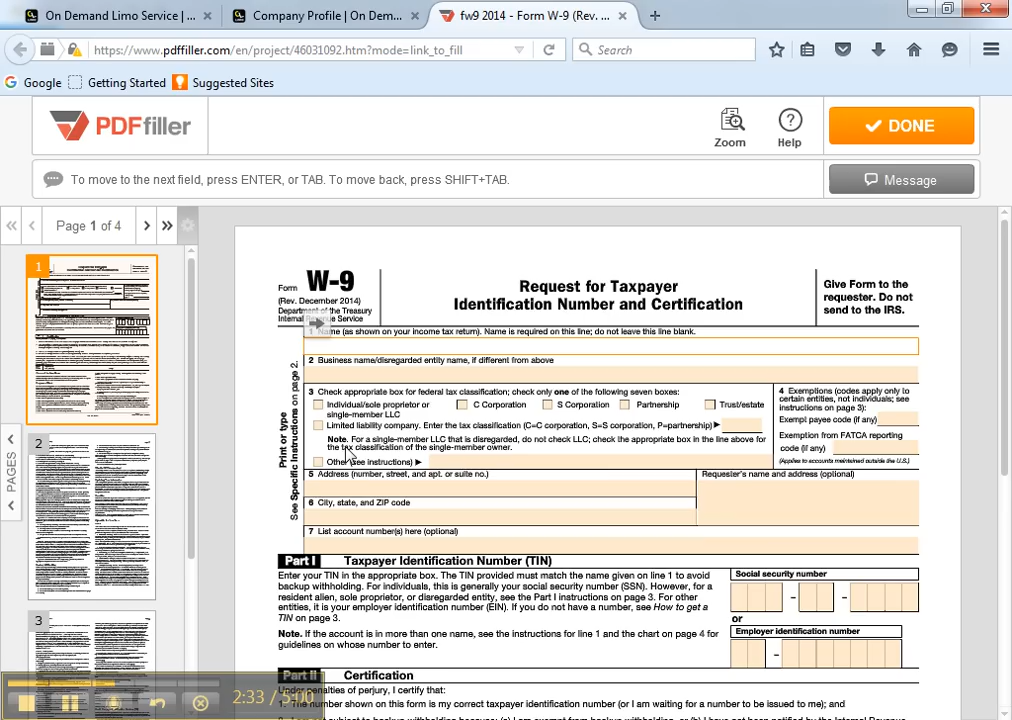 On Demand Limo Service | ...
Company Profile | On Dem...
fw9 2014 - Form W-9 (Rev. ...
https://www.pdffiller.com/en/project/46031092.htm?mode=link_to_fill
Search
Google
Getting Started
Suggested Sites
PDFfiller
Zoom
Help
DONE
To move to the next field, press ENTER, or TAB. To move back, press SHIFT+TAB.
Message
Page 1 of 4
1
2
3
PAGES
Form W-9
(Rev. December 2014)
Department of the Treasury
Internal Service
Request for Taxpayer
Identification Number and Certification
Give Form to the
requester. Do not
send to the IRS.
Print or type
See Specific Instructions on page 2.
1 Name (as shown on your income tax return). Name is required on this line; do not leave this line blank.
2 Business name/disregarded entity name, if different from above
3 Check appropriate box for federal tax classification; check only one of the following seven boxes:
Individual/sole proprietor or
single-member LLC
C Corporation
S Corporation
Partnership
Trust/estate
Limited liability company. Enter the tax classification (C=C corporation, S=S corporation, P=partnership)
Note. For a single-member LLC that is disregarded, do not check LLC; check the appropriate box in the line above for
the tax classification of the single-member owner.
Other (see instructions)
4 Exemptions (codes apply only to
certain entities, not individuals; see
instructions on page 3):
Exempt payee code (if any)
Exemption from FATCA reporting
code (if any)
(Applies to accounts maintained outside the U.S.)
5 Address (number, street, and apt. or suite no.)
Requester's name and address (optional)
6 City, state, and ZIP code
7 List account number(s) here (optional)
Part I Taxpayer Identification Number (TIN)
Enter your TIN in the appropriate box. The TIN provided must match the name given on line 1 to avoid
backup withholding. For individuals, this is generally your social security number (SSN). However, for a
resident alien, sole proprietor, or disregarded entity, see the Part I instructions on page 3. For other
entities, it is your employer identification number (EIN). If you do not have a number, see How to get a
TIN on page 3.
Note. If the account is in more than one name, see the instructions for line 1 and the chart on page 4 for
guidelines on whose number to enter.
Social security number
or
Employer identification number
Part II Certification
Under penalties of perjury, I certify that:
The number shown on this form is my correct taxpayer identification number (or I am waiting for a number to be issued to me); and
2:33 / 5:00